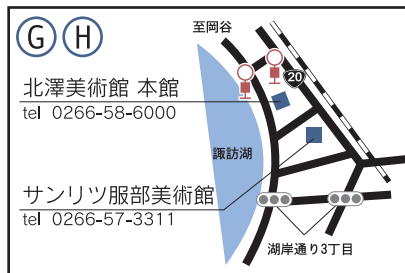 G H
至岡谷
20
北澤美術館 本館
tel 0266-58-6000
諏訪湖
サンリツ服部美術館
tel 0266-57-3311
湖岸通り3丁目